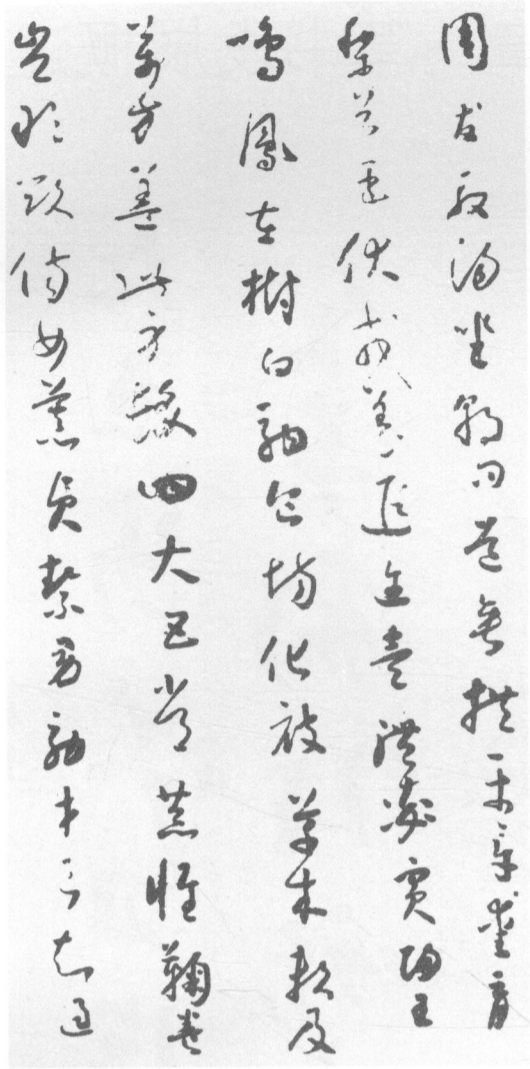 周發殷湯坐朝問道垂拱平章愛育
黎首臣伏戎羌遐邇壹體率賓歸王
鳴鳳在樹白駒食場化被草木賴及
萬方蓋此身髮四大五常恭惟鞠養
豈敢毀傷女慕貞絜男效才良知過